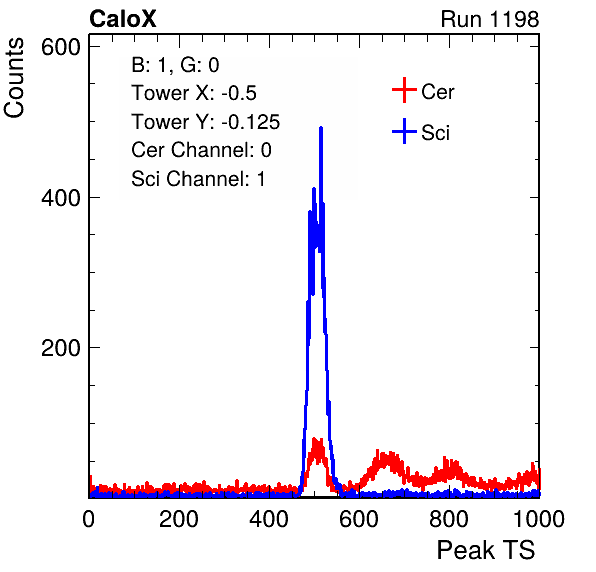 CaloX Run 1198
Counts
600
400
200
B: 1, G: 0
Tower X: -0.5
Tower Y: -0.125
Cer Channel: 0
Sci Channel: 1
Cer
Sci
0 200 400 600 800 1000
Peak TS